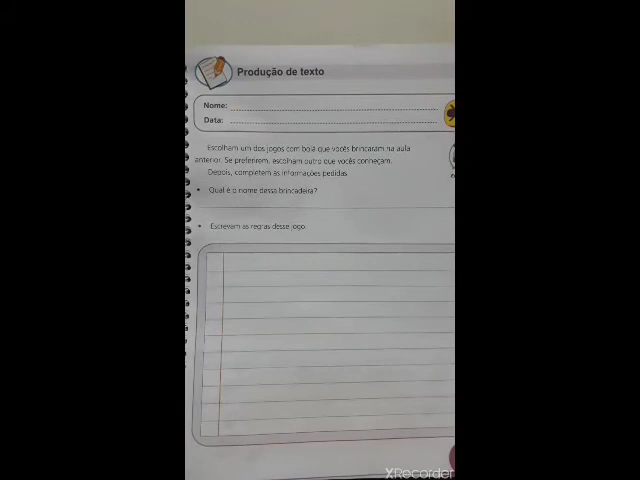 Produção de texto
Nome:
Data:
Escolham um dos jogos com bola que vocês brincaram na aula
anterior. Se preferirem, escolham outro que vocês conheçam.
Depois, completem as informações pedidas.
• Qual é o nome dessa brincadeira?
• Escrevam as regras desse jogo.
XRecorder